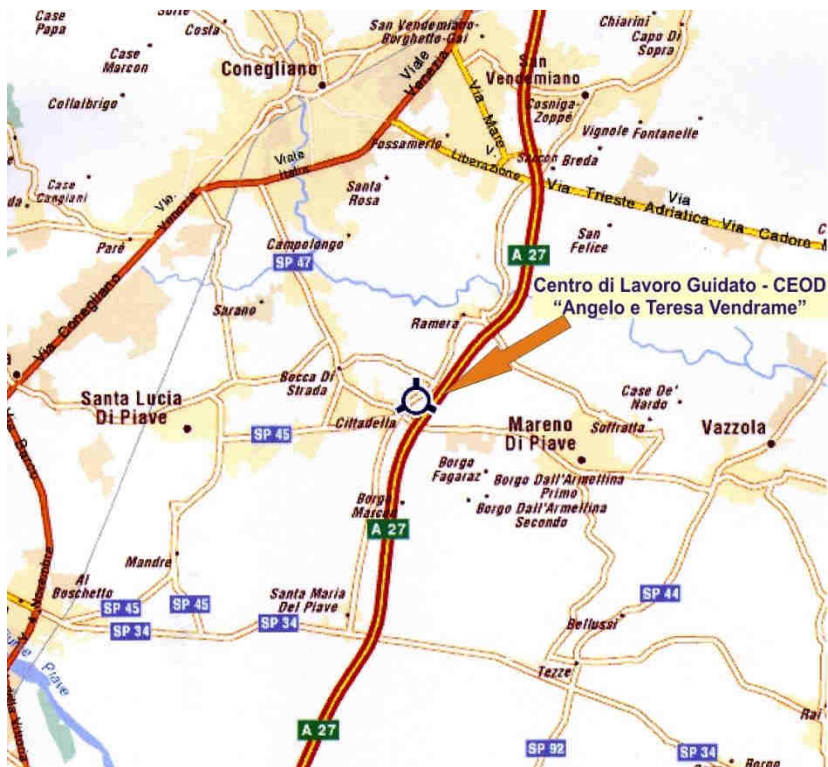 Case
Papa
Costa
San Vendemiano-
Borghetto-Gai
Chiarini
Capo Di
Sopra
Case
Marcon
Conegliano
Viale
Venezia
San
Vendemiano
Collalbrigo
Via Mare
Cosniga-
Zoppe
Fossamerlo
V.
Liberazione
Vignole
Fontanelle
Breda
Viale
Italia
Case
Cangiani
Vle.
Venezia
Santa
Rosa
Via Trieste Adriatica Via Cadore
Via
San
Felice
Parè
Campolongo
SP 47
A 27
Via Conegliano
Sarano
Ramera
Centro di Lavoro Guidato - CEOD
“Angelo e Teresa Vendrame”
Bocca Di
Strada
Santa Lucia
Di Piave
Cittadella
Case De'
Nardo
Soffratta
Mareno
Di Piave
Vazzola
SP 45
Via Barco
Borgo
Fagaraz
Borgo Dall'Armellina
Primo
Borgo Dall'Armellina
Secondo
Borgo
Marcon
A 27
Mandre
V. 4 Novembre
Al
Boschetto
SP 45
SP 45
Santa Maria
Del Piave
SP 44
SP 34
SP 34
Bellussi
Piave
Tezze
Rai
A 27
SP 92
SP 34
Borgo